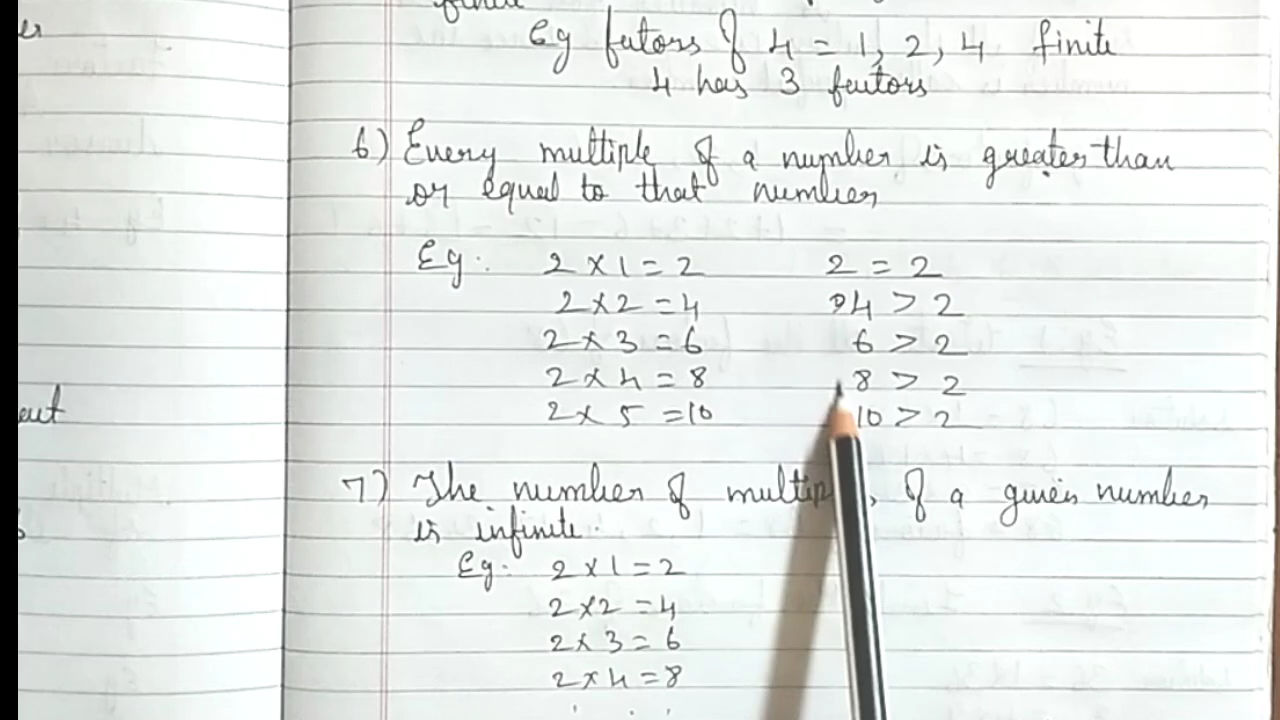 Eg fators of 4 = 1, 2, 4 finite
4 has 3 factors
6) Every multiple of a number is greater than
or equal to that number
Eg: 2 × 1 = 2 2 = 2
2 × 2 = 4 4 > 2
2 × 3 = 6 6 > 2
2 × 4 = 8 8 > 2
2 × 5 = 10 10 > 2
7) The number of of a given number
is infinite.
Eg: 2 × 1 = 2
2 × 2 = 4
2 × 3 = 6
2 × 4 = 8